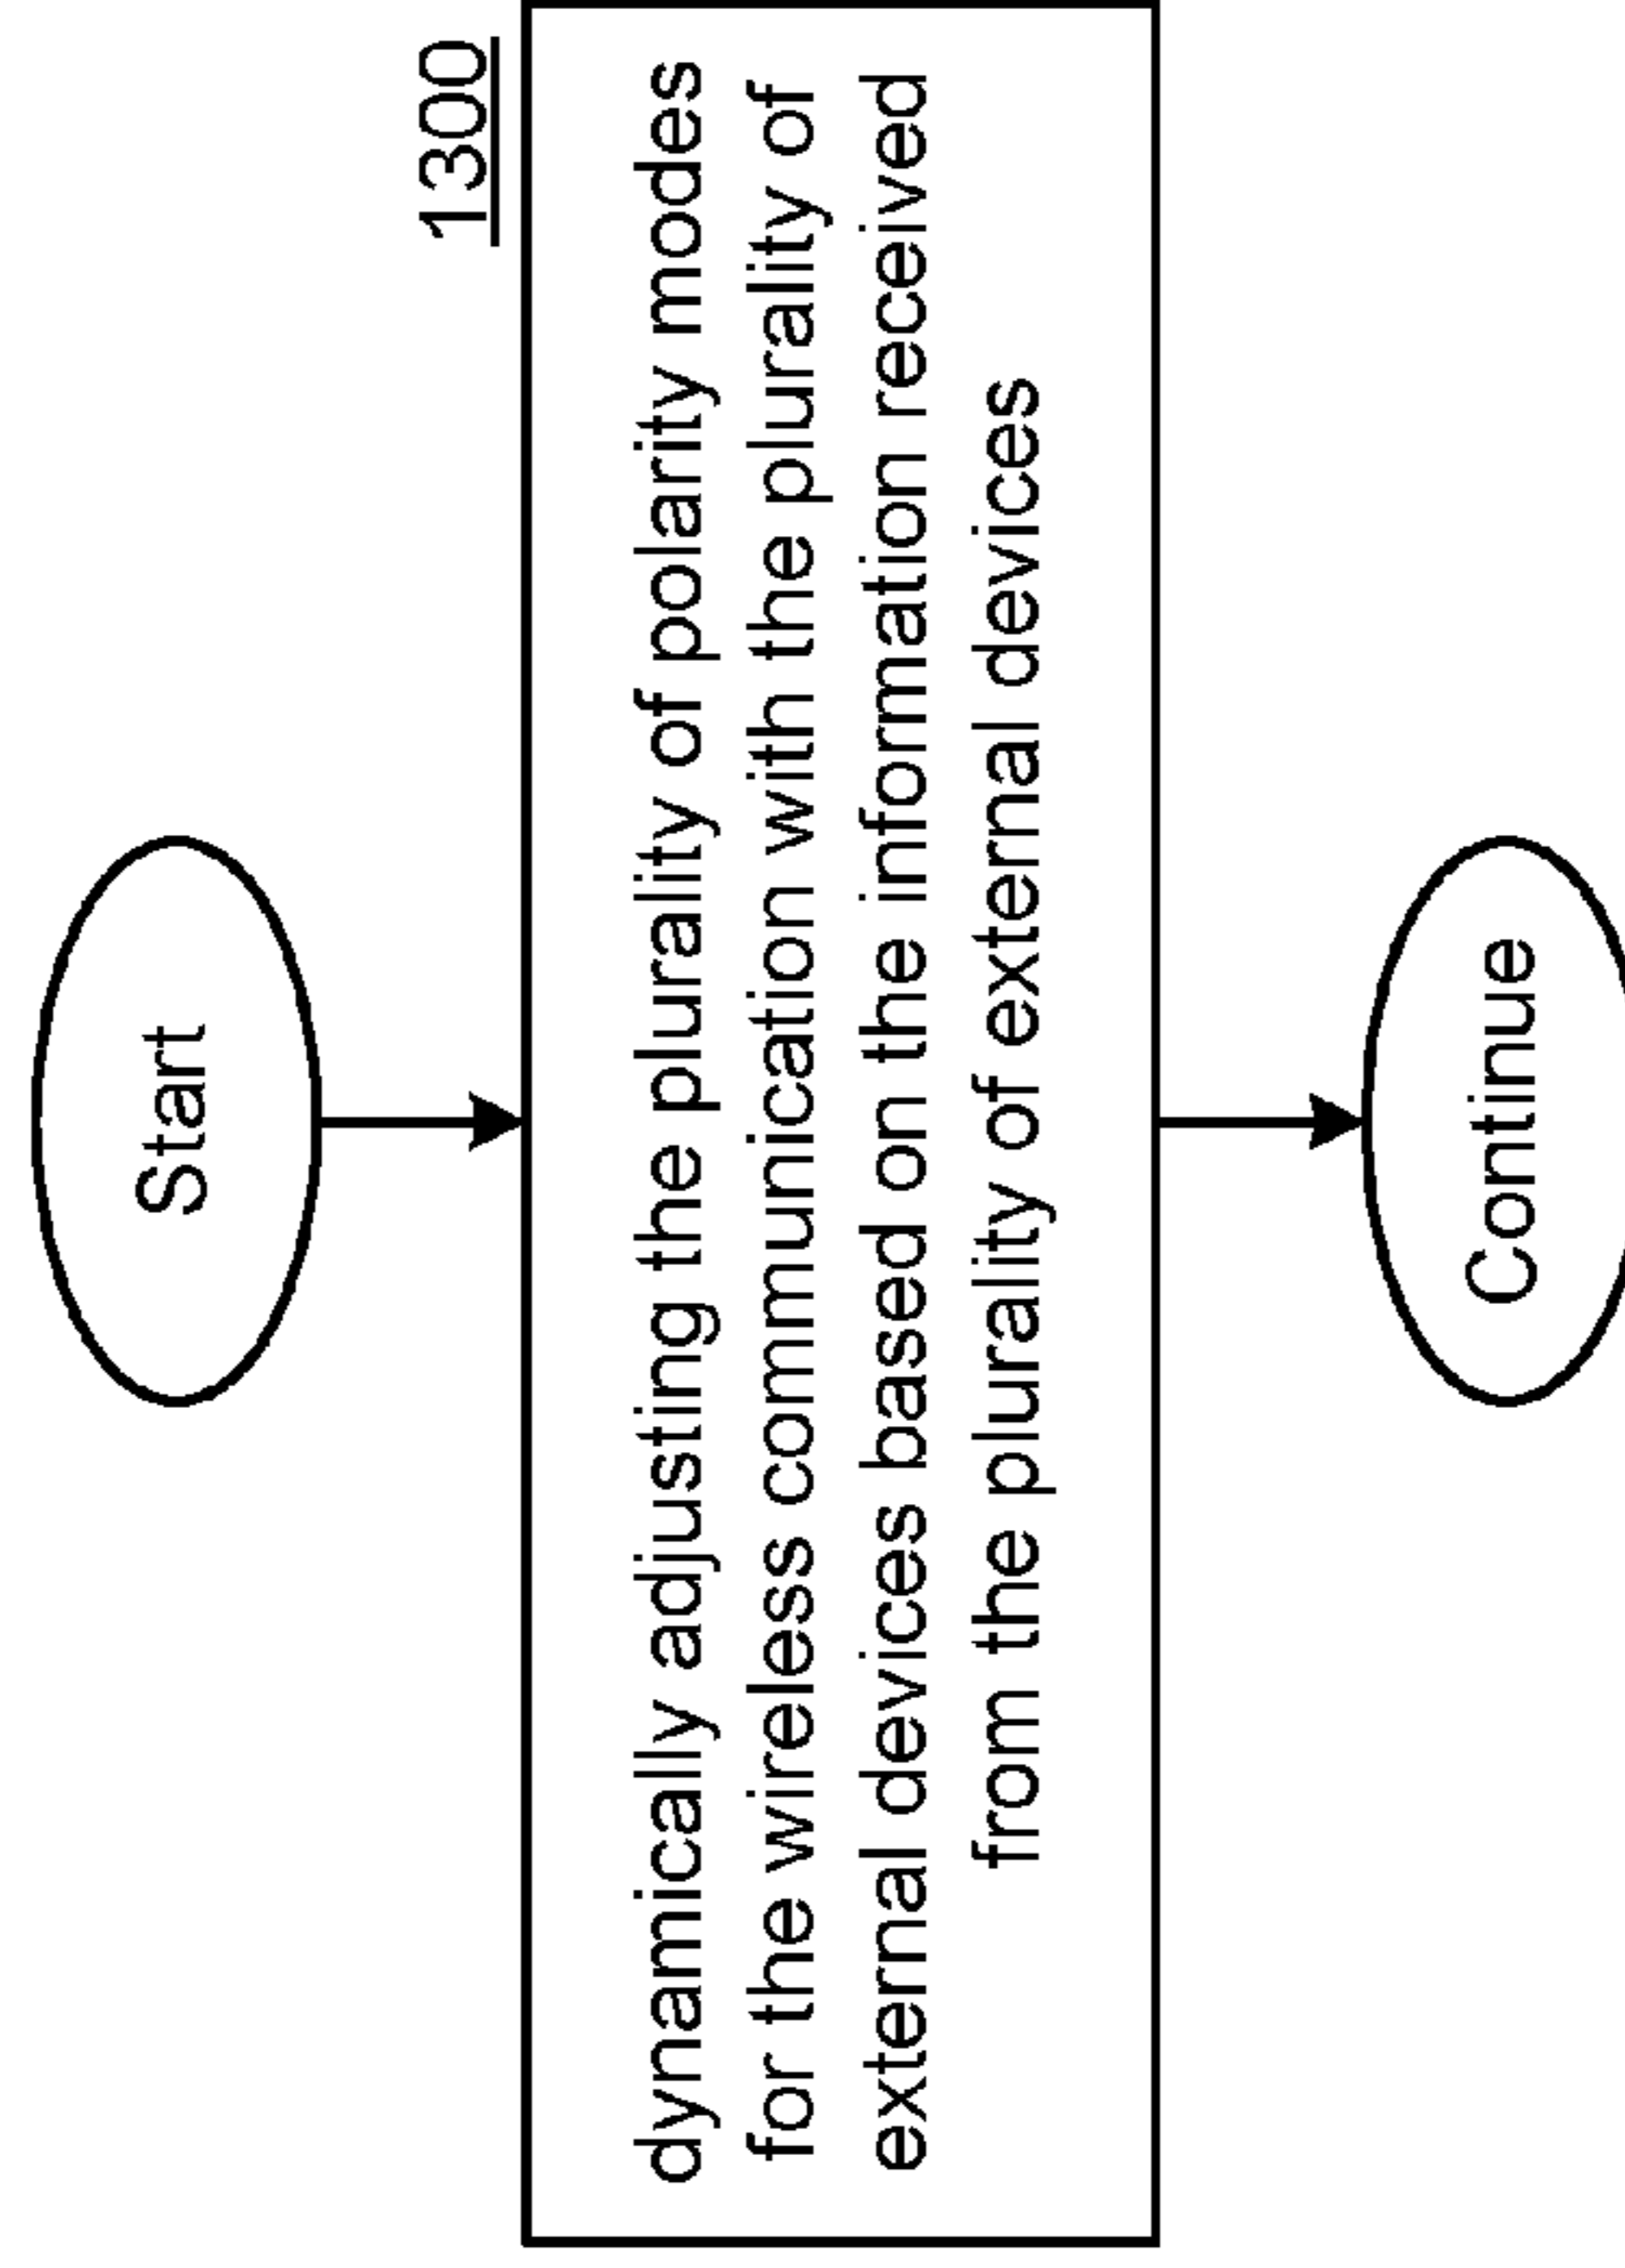 Start
1300
dynamically adjusting the plurality of polarity modes
for the wireless communication with the plurality of
external devices based on the information received
from the plurality of external devices
Continue